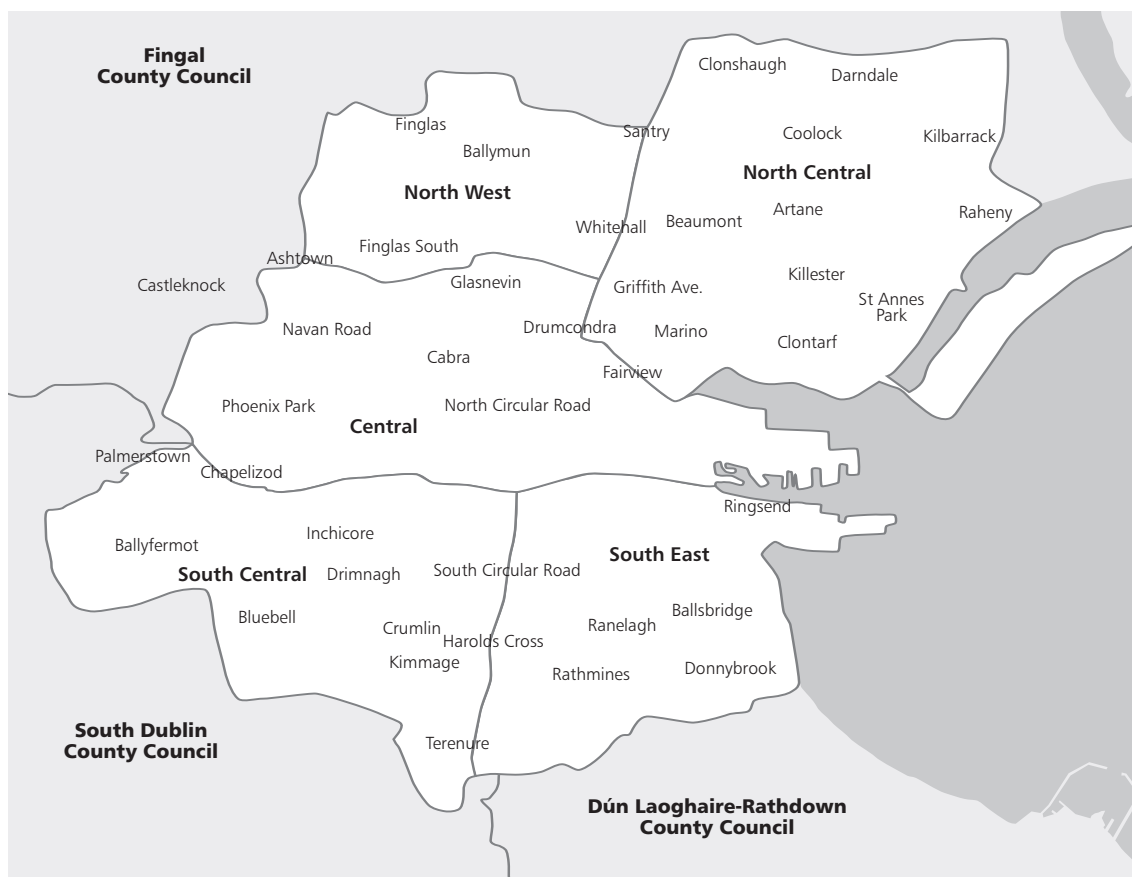 Fingal
County Council
Clonshaugh
Darndale
Finglas
Santry
Coolock
Kilbarrack
Ballymun
North Central
North West
Artane
Raheny
Beaumont
Whitehall
Finglas South
Ashtown
Castleknock
Glasnevin
Killester
Griffith Ave.
St Annes
Park
Navan Road
Drumcondra
Marino
Clontarf
Cabra
Fairview
Phoenix Park
North Circular Road
Central
Palmerstown
Chapelizod
Ringsend
Inchicore
Ballyfermot
South East
South Central
Drimnagh
South Circular Road
Ballsbridge
Bluebell
Ranelagh
Crumlin
Harolds Cross
Kimmage
Rathmines
Donnybrook
South Dublin
County Council
Terenure
Dún Laoghaire-Rathdown
County Council